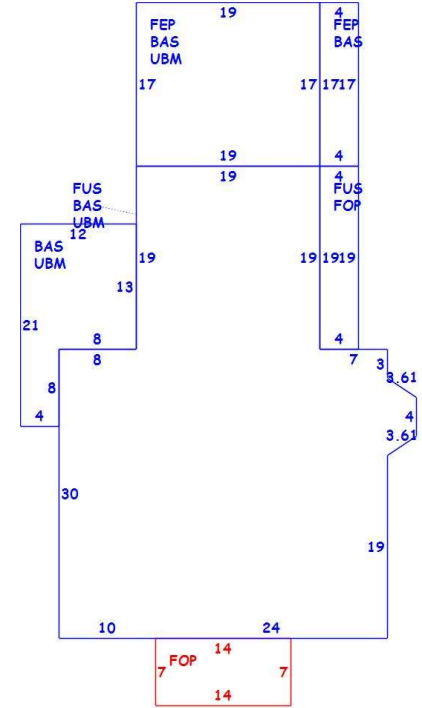 19 4
FEP FEP
BAS BAS
UBM
17 17 17 17
19 4
19 4
FUS FUS
BAS FOP
UBM
12
BAS
UBM
19 19 19 19
13
21
8 4
8 7
3
3.61
8
4 4
3.61
30
19
10 24
14
FOP
7 7
14